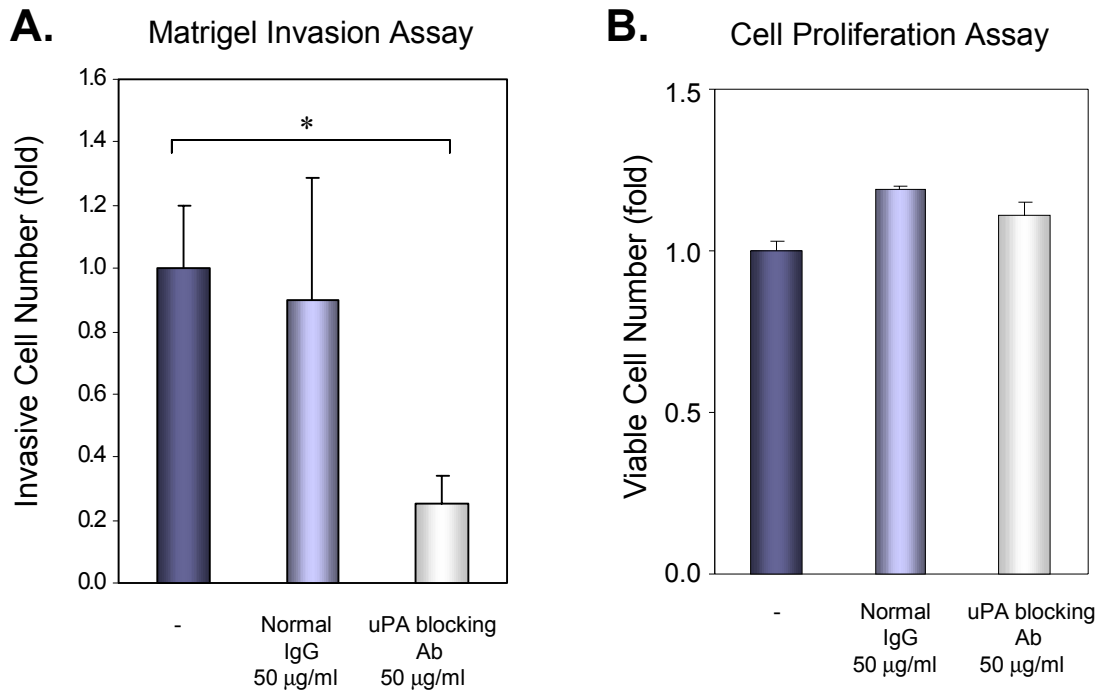 A.
Matrigel Invasion Assay
Invasive Cell Number (fold)
1.6
1.4
1.2
1.0
0.8
0.6
0.4
0.2
0.0
*
-
Normal
IgG
50 μg/ml
uPA blocking
Ab
50 μg/ml
B.
Cell Proliferation Assay
Viable Cell Number (fold)
1.5
1.0
0.5
0.0
-
Normal
IgG
50 μg/ml
uPA blocking
Ab
50 μg/ml